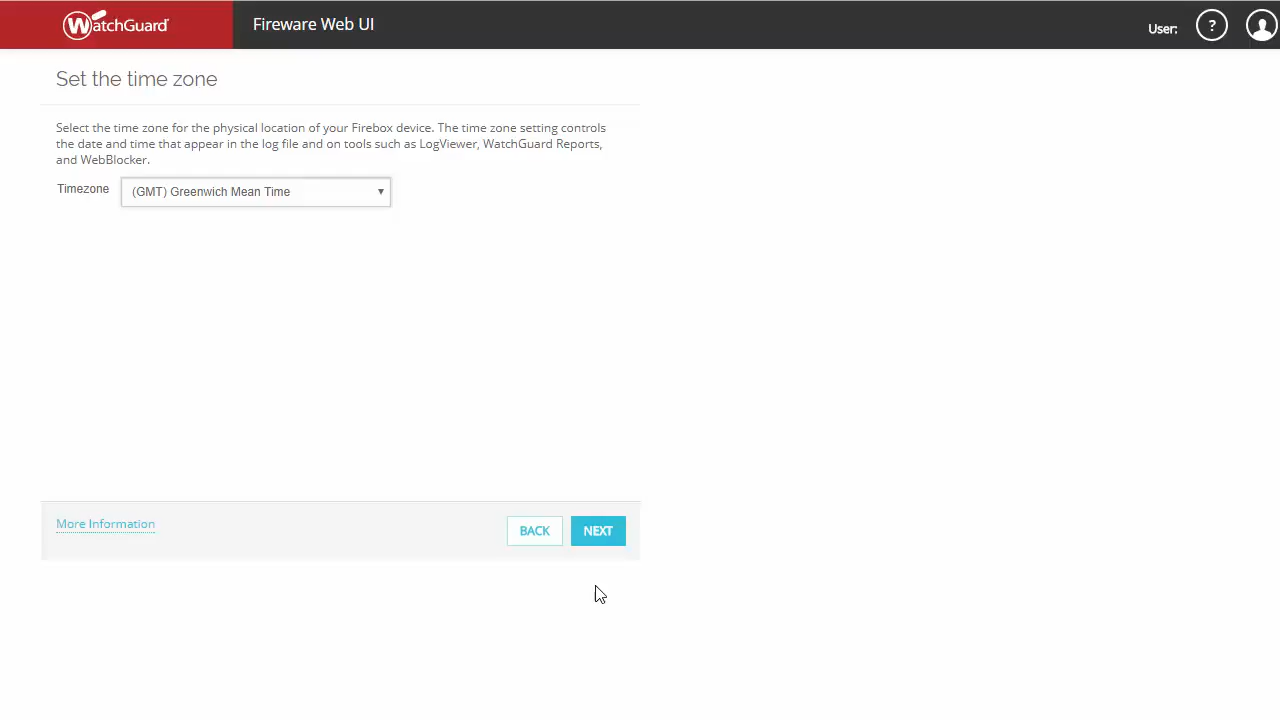 WatchGuard
Fireware Web UI
User:
?
Set the time zone
Select the time zone for the physical location of your Firebox device. The time zone setting controls
the date and time that appear in the log file and on tools such as LogViewer, WatchGuard Reports,
and WebBlocker.
Timezone
(GMT) Greenwich Mean Time
More Information
BACK
NEXT